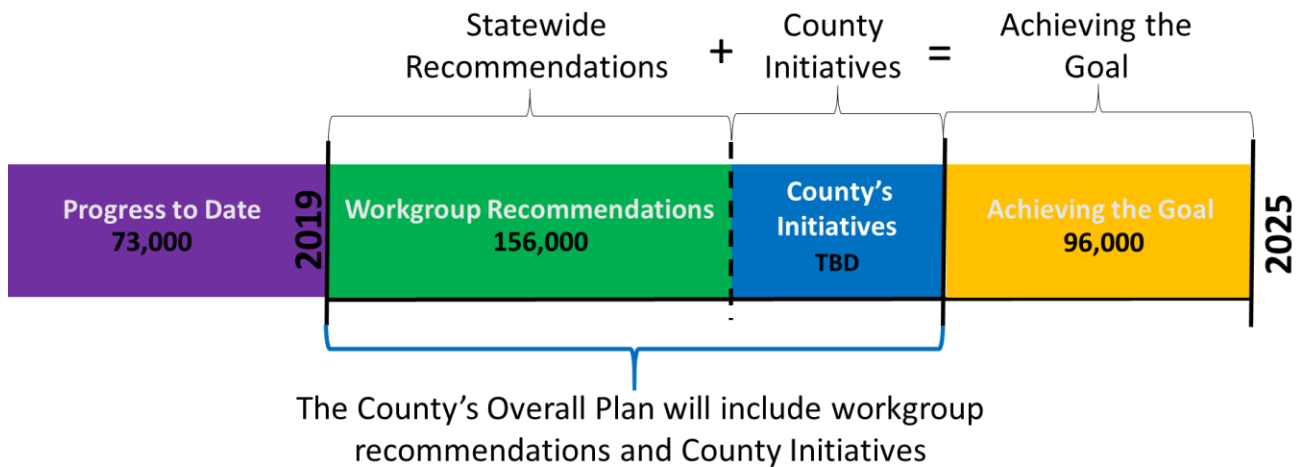 Statewide
Recommendations
+
County
Initiatives
=
Achieving the
Goal
Progress to Date
73,000
2019
Workgroup Recommendations
156,000
County's
Initiatives
TBD
Achieving the Goal
96,000
2025
The County's Overall Plan will include workgroup
recommendations and County Initiatives